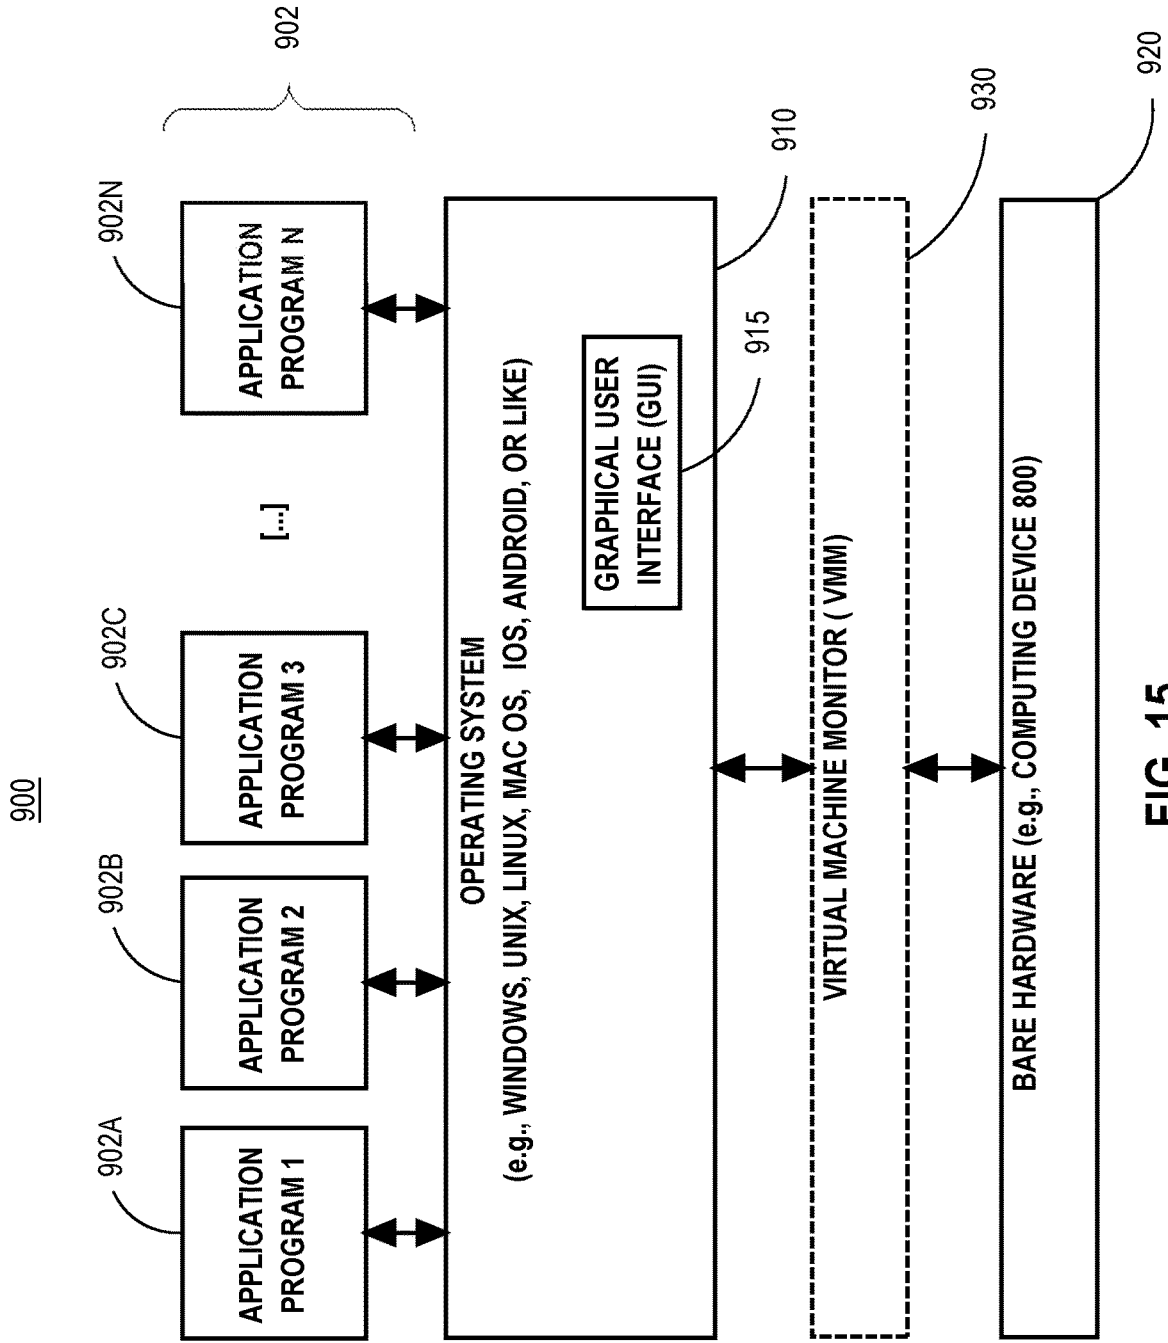 900
902A
902B
902C
902N
902
APPLICATION
PROGRAM 1
APPLICATION
PROGRAM 2
APPLICATION
PROGRAM 3
[...]
APPLICATION
PROGRAM N
OPERATING SYSTEM
(e.g., WINDOWS, UNIX, LINUX, MAC OS, IOS, ANDROID, OR LIKE)
GRAPHICAL USER
INTERFACE (GUI)
915
910
VIRTUAL MACHINE MONITOR ( VMM)
930
BARE HARDWARE (e.g., COMPUTING DEVICE 800)
920
FIG. 15